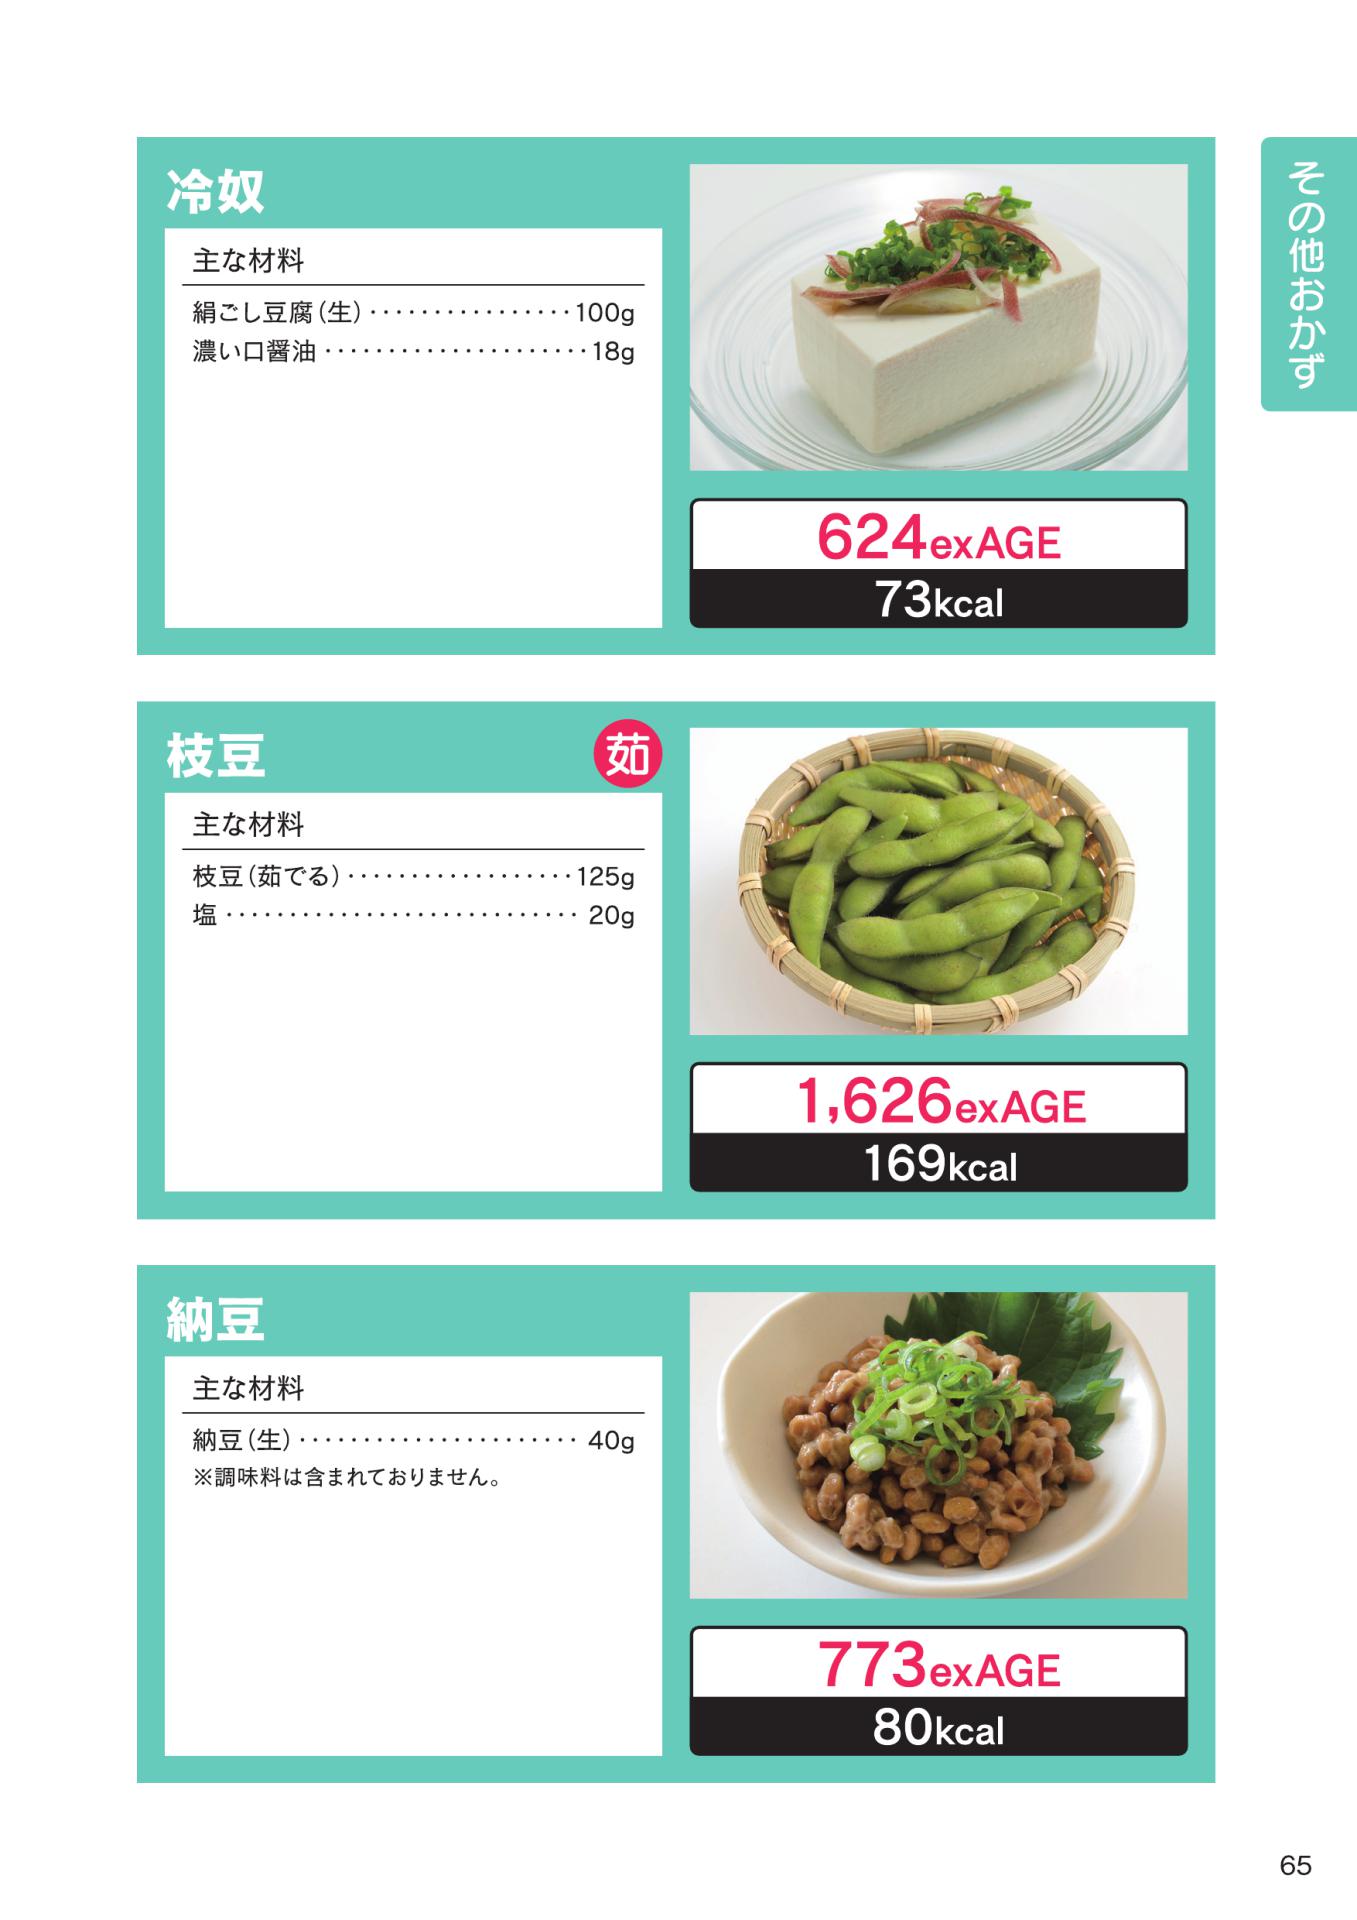 その他おかず
冷奴
主な材料
絹ごし豆腐(生)················100g
濃い口醤油·····················18g
624exAGE
73kcal
枝豆
茹
主な材料
枝豆(茹でる)··················125g
塩···························· 20g
1,626exAGE
169kcal
納豆
主な材料
納豆(生)······················ 40g
※調味料は含まれておりません。
773exAGE
80kcal
65